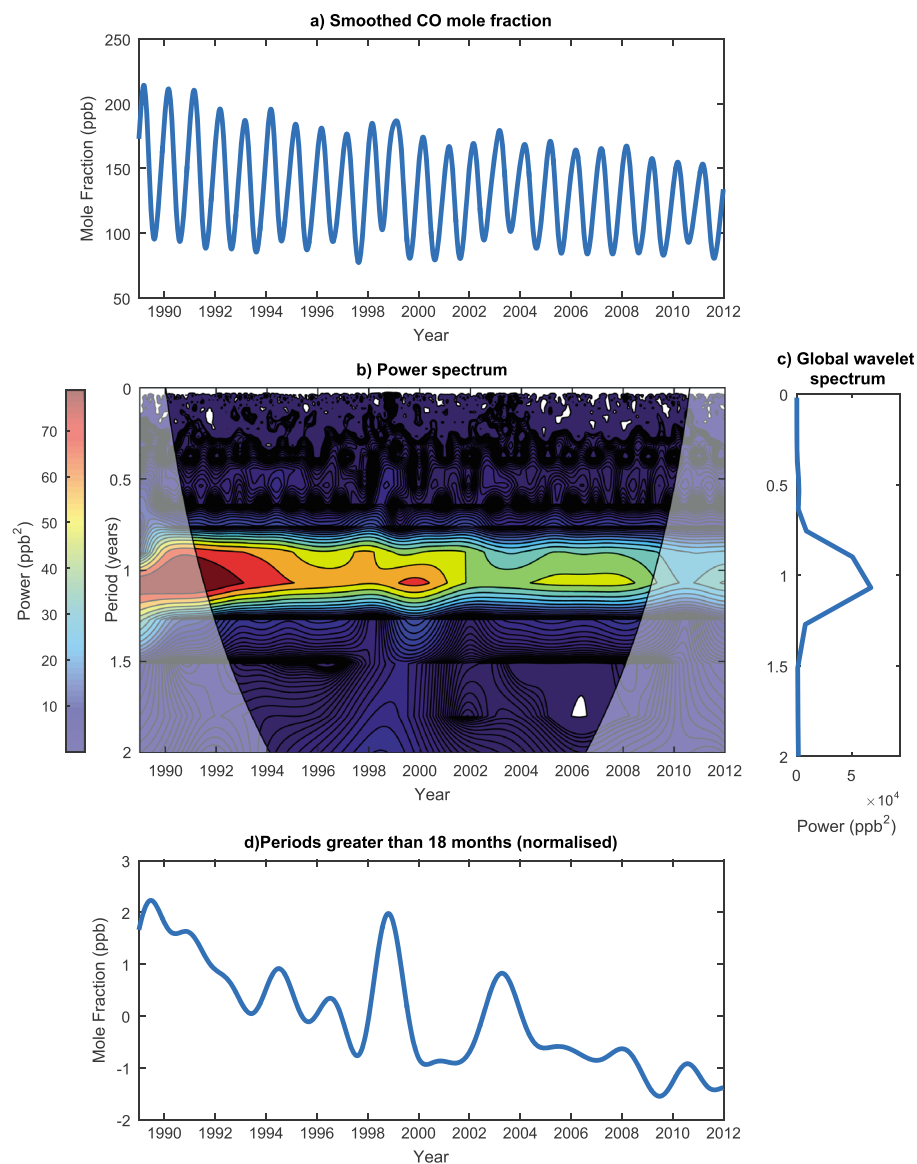 a) Smoothed CO mole fraction
250
200
150
100
50
Mole Fraction (ppb)
1990 1992 1994 1996 1998 2000 2002 2004 2006 2008 2010 2012
Year
b) Power spectrum
70
60
50
40
30
20
10
Power (ppb²)
0
0.5
1
1.5
2
Period (years)
1990 1992 1994 1996 1998 2000 2002 2004 2006 2008 2010 2012
Year
c) Global wavelet
spectrum
0
0.5
1
1.5
2
0 5
×10⁴
Power (ppb²)
d)Periods greater than 18 months (normalised)
3
2
1
0
-1
-2
Mole Fraction (ppb)
1990 1992 1994 1996 1998 2000 2002 2004 2006 2008 2010 2012
Year